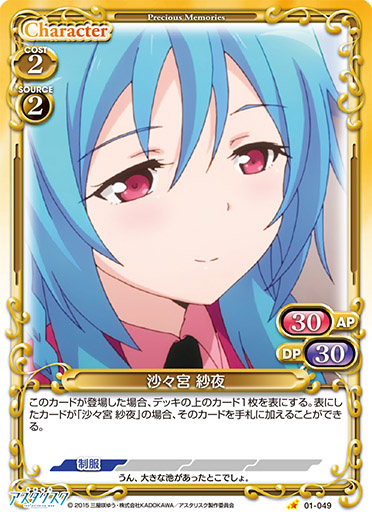 Precious Memories
Character
COST
2
SOURCE
2
30 AP
DP 30
沙々宮 紗夜
このカードが登場した場合、デッキの上のカード1枚を表にする。表に
したカードが「沙々宮 紗夜」の場合、そのカードを手札に加えることができ
る。
制服
うん、大きな池があったとこでしょ。
アスタリスク
© 2015 三屋咲ゆう・株式会社KADOKAWA／アスタリスク製作委員会
01-049